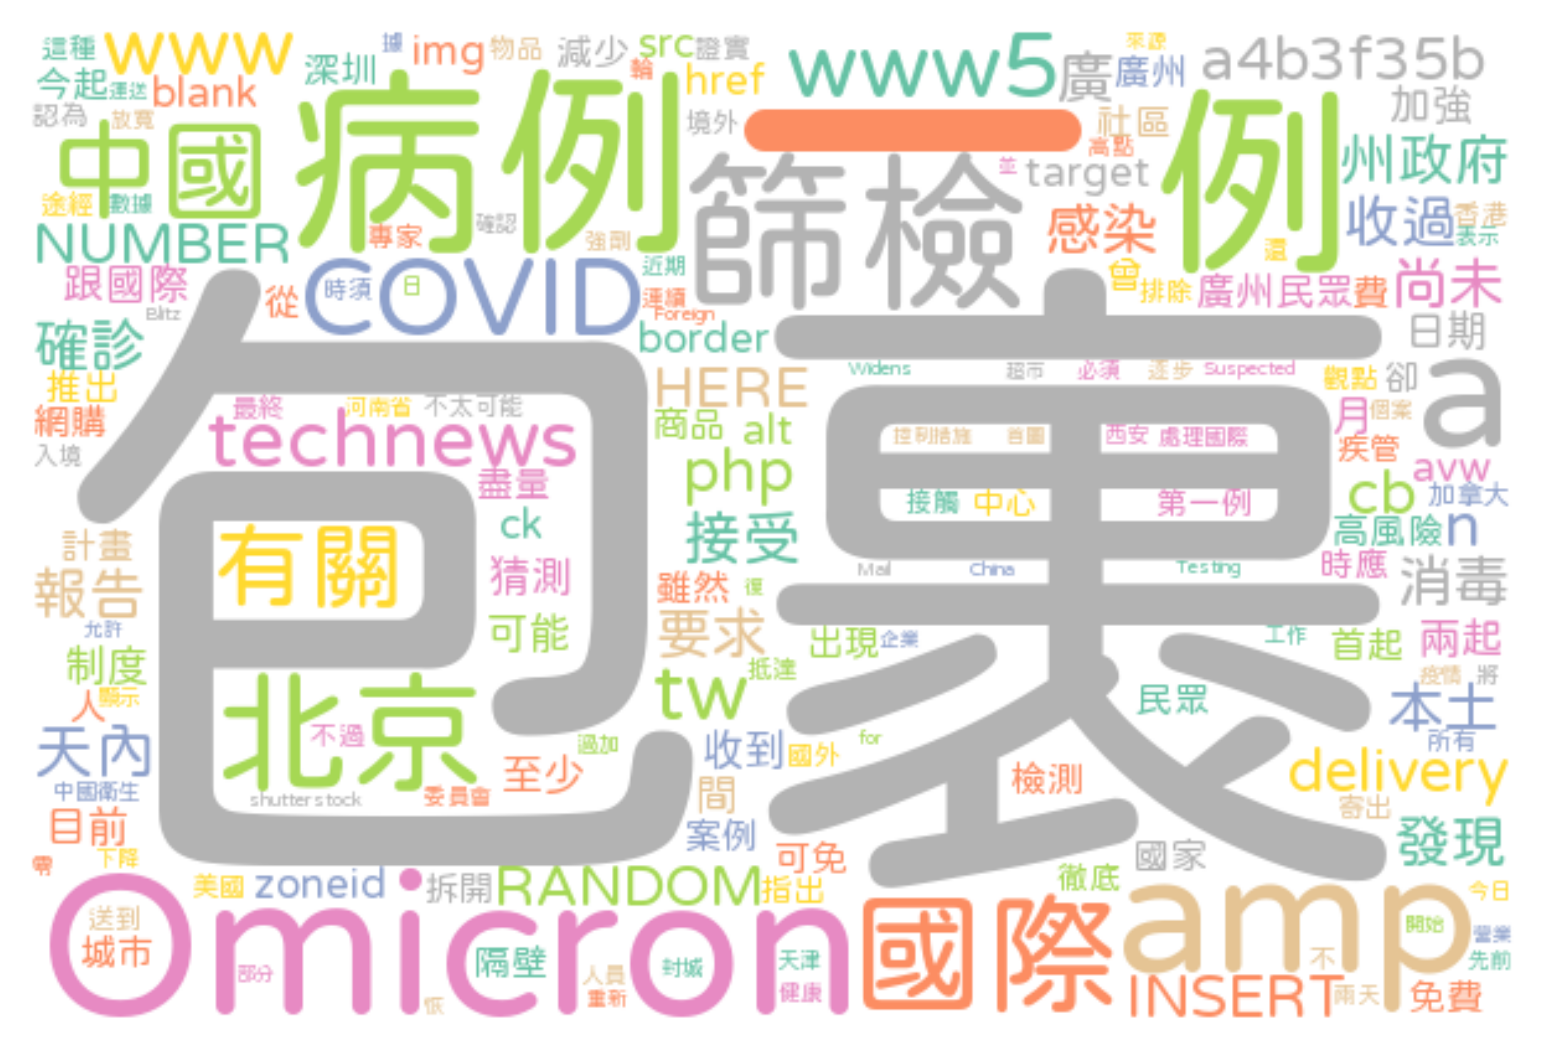 這種 www 據 img 物品 減少 src 證實 www5 廣 廣州 來源 a4b3f35b
今起 運送 blank 深圳 輪 href 加強
認為 放寬 境外 一 社區 高點
中國 病例 篩檢 並 target 例 州政府
途經 數據 專家 確認 強劑 感染 收過 香港 表示
NUMBER 近期 還
跟國際 從 COVID 時須 日 連續 曾 排除 廣州 民眾 費 尚未
Blitz Foreign
確診 border 日期
包裹
推出 HERE Widens 超市 必須 逐步 Suspected 觀點 卻 a
網購 最終 河南省 不太可能 商品 alt 月 個案
入境 technews 控制措施 首圖 西安 處理國際 疾管
盡量 php avw
ck 接受 接觸 中心 第一例 cb 加拿大
計畫 有關 高風險 n
報告 猜測 雖然 Mail China Testing 時應 消毒
允許 可能 要求 出現 企業 工作 首起 兩起
制度 抵達 疫情 將
人 顯示 北京 tw 民眾 本土
天內 不過 過加 收到 國外 for 所有
中國衛生 shutterstock 委員會 至少 間 檢測 delivery
目前 案例 寄出
零 下降 可免 國家 發現
美國 zoneid 拆開 RANDOM 指出 徹底 今日
Omicron 國際 amp
送到 開始 營業
城市 部分 隔壁 人員 封城 天津 不 先前
恢 重新 健康 INSERT 兩天 免費